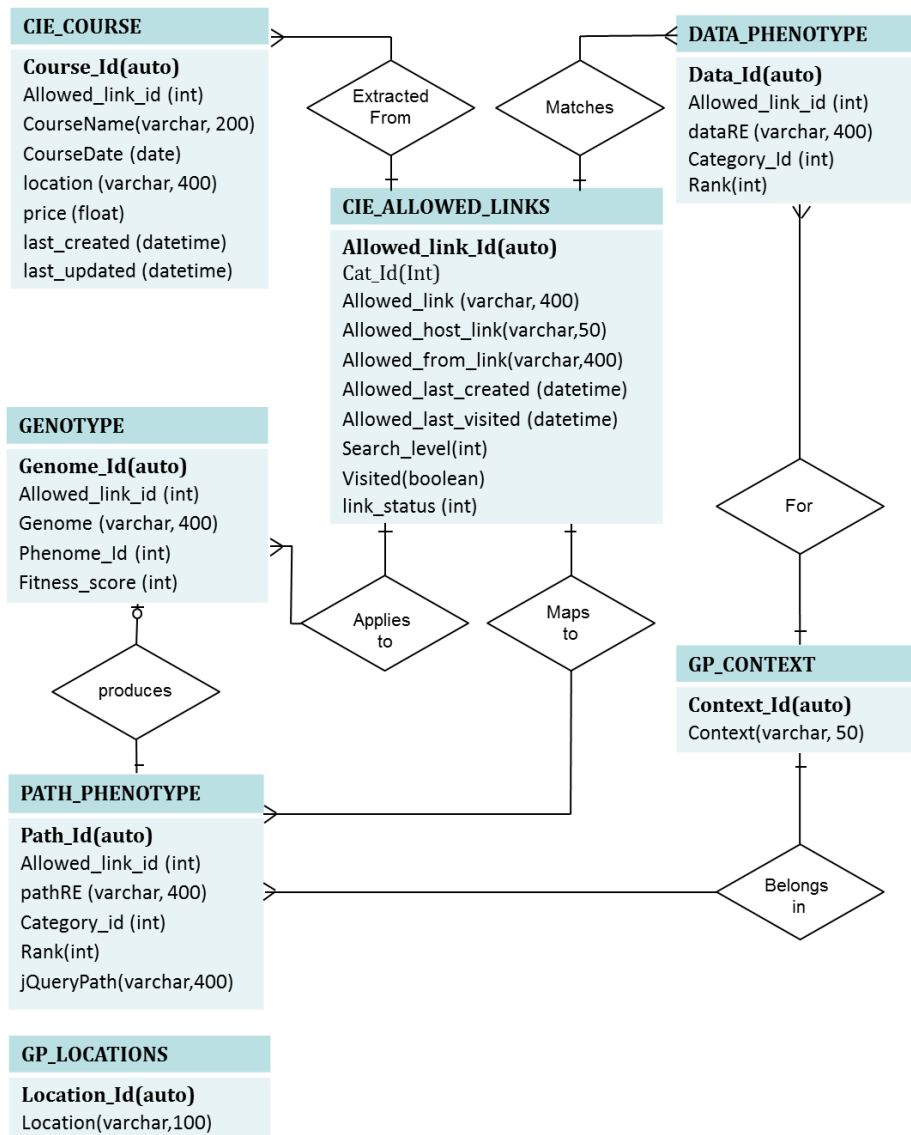 CIE_COURSE
Course_Id(auto)
Allowed_link_id (int)
CourseName(varchar, 200)
CourseDate (date)
location (varchar, 400)
price (float)
last_created (datetime)
last_updated (datetime)
Extracted
From
Matches
DATA_PHENOTYPE
Data_Id(auto)
Allowed_link_id (int)
dataRE (varchar, 400)
Category_Id (int)
Rank(int)
CIE_ALLOWED_LINKS
Allowed_link_Id(auto)
Cat_Id(Int)
Allowed_link (varchar, 400)
Allowed_host_link(varchar,50)
Allowed_from_link(varchar,400)
Allowed_last_created (datetime)
Allowed_last_visited (datetime)
Search_level(int)
Visited(boolean)
link_status (int)
GENOTYPE
Genome_Id(auto)
Allowed_link_id (int)
Genome (varchar, 400)
Phenome_Id (int)
Fitness_score (int)
For
Applies
to
Maps
to
produces
GP_CONTEXT
Context_Id(auto)
Context(varchar, 50)
PATH_PHENOTYPE
Path_Id(auto)
Allowed_link_id (int)
pathRE (varchar, 400)
Category_id (int)
Rank(int)
jQueryPath(varchar,400)
Belongs
in
GP_LOCATIONS
Location_Id(auto)
Location(varchar,100)